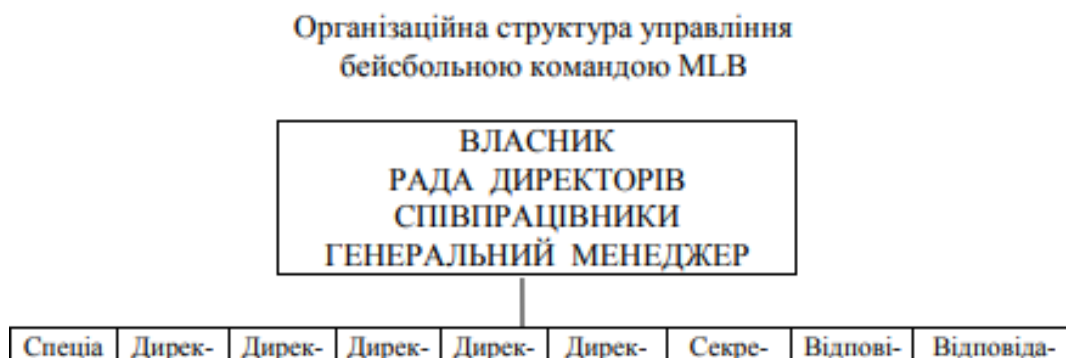 Організаційна структура управління
бейсбольною командою MLB
ВЛАСНИК
РАДА ДИРЕКТОРІВ
СПІВПРАЦІВНИКИ
ГЕНЕРАЛЬНИЙ МЕНЕДЖЕР
Спеціа Дирек- Дирек- Дирек- Дирек- Дирек- Секре- Відпові- Відповіда-